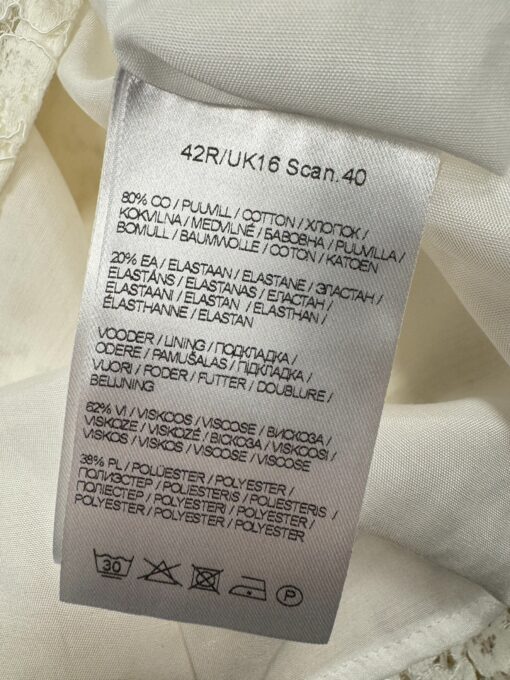 42R/UK16 Scan.40
80% CO / PUUVILL / COTTON / ХЛОПОК /
KOKVILNA / MEDVILNĖ / БАВОВНА / PUUVILLA /
BOMULL / BAUMWOLLE / COTON / KATOEN
20% EA / ELASTAAN / ELASTANE / ЭЛАСТАН /
ELASTĀNS / ELASTANAS / ЕЛАСТАН /
ELASTAANI / ELASTAN / ELASTHAN /
ÉLASTHANNE / ELASTAN
VOODER / LINING / ПОДКЛАДКА /
ODERE / PAMUŠALAS / ПІДКЛАДКА /
VUORI / FODER / FUTTER / DOUBLURE /
BELIJNING
62% VI / VISKOOS / VISCOSE / ВИСКОЗА /
VISKOZE / VISKOZĖ / ВІСКОЗА / VISKOOSI /
VISKOS / VISKOS / VISCOSE / VISCOSE
38% PL / POLÜESTER / POLYESTER /
ПОЛИЭСТЕР / POLIESTERIS / POLIESTERIS /
ПОЛІЕСТЕР / POLYESTERI / POLYESTER /
POLYESTER / POLYESTER / POLYESTER
30 P